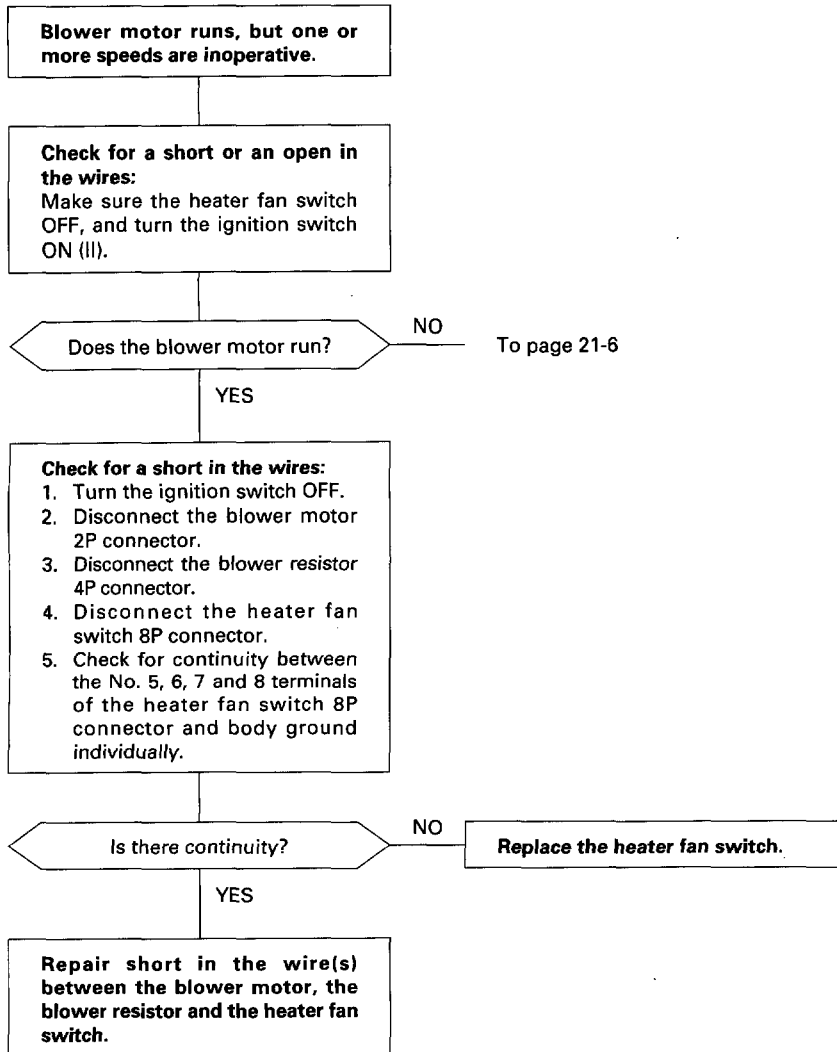 Blower motor runs, but one or
more speeds are inoperative.
Check for a short or an open in
the wires:
Make sure the heater fan switch
OFF, and turn the ignition switch
ON (II).
Does the blower motor run?
NO
To page 21-6
YES
Check for a short in the wires:
1. Turn the ignition switch OFF.
2. Disconnect the blower motor
2P connector.
3. Disconnect the blower resistor
4P connector.
4. Disconnect the heater fan
switch 8P connector.
5. Check for continuity between
the No. 5, 6, 7 and 8 terminals
of the heater fan switch 8P
connector and body ground
individually.
Is there continuity?
NO
Replace the heater fan switch.
YES
Repair short in the wire(s)
between the blower motor, the
blower resistor and the heater fan
switch.